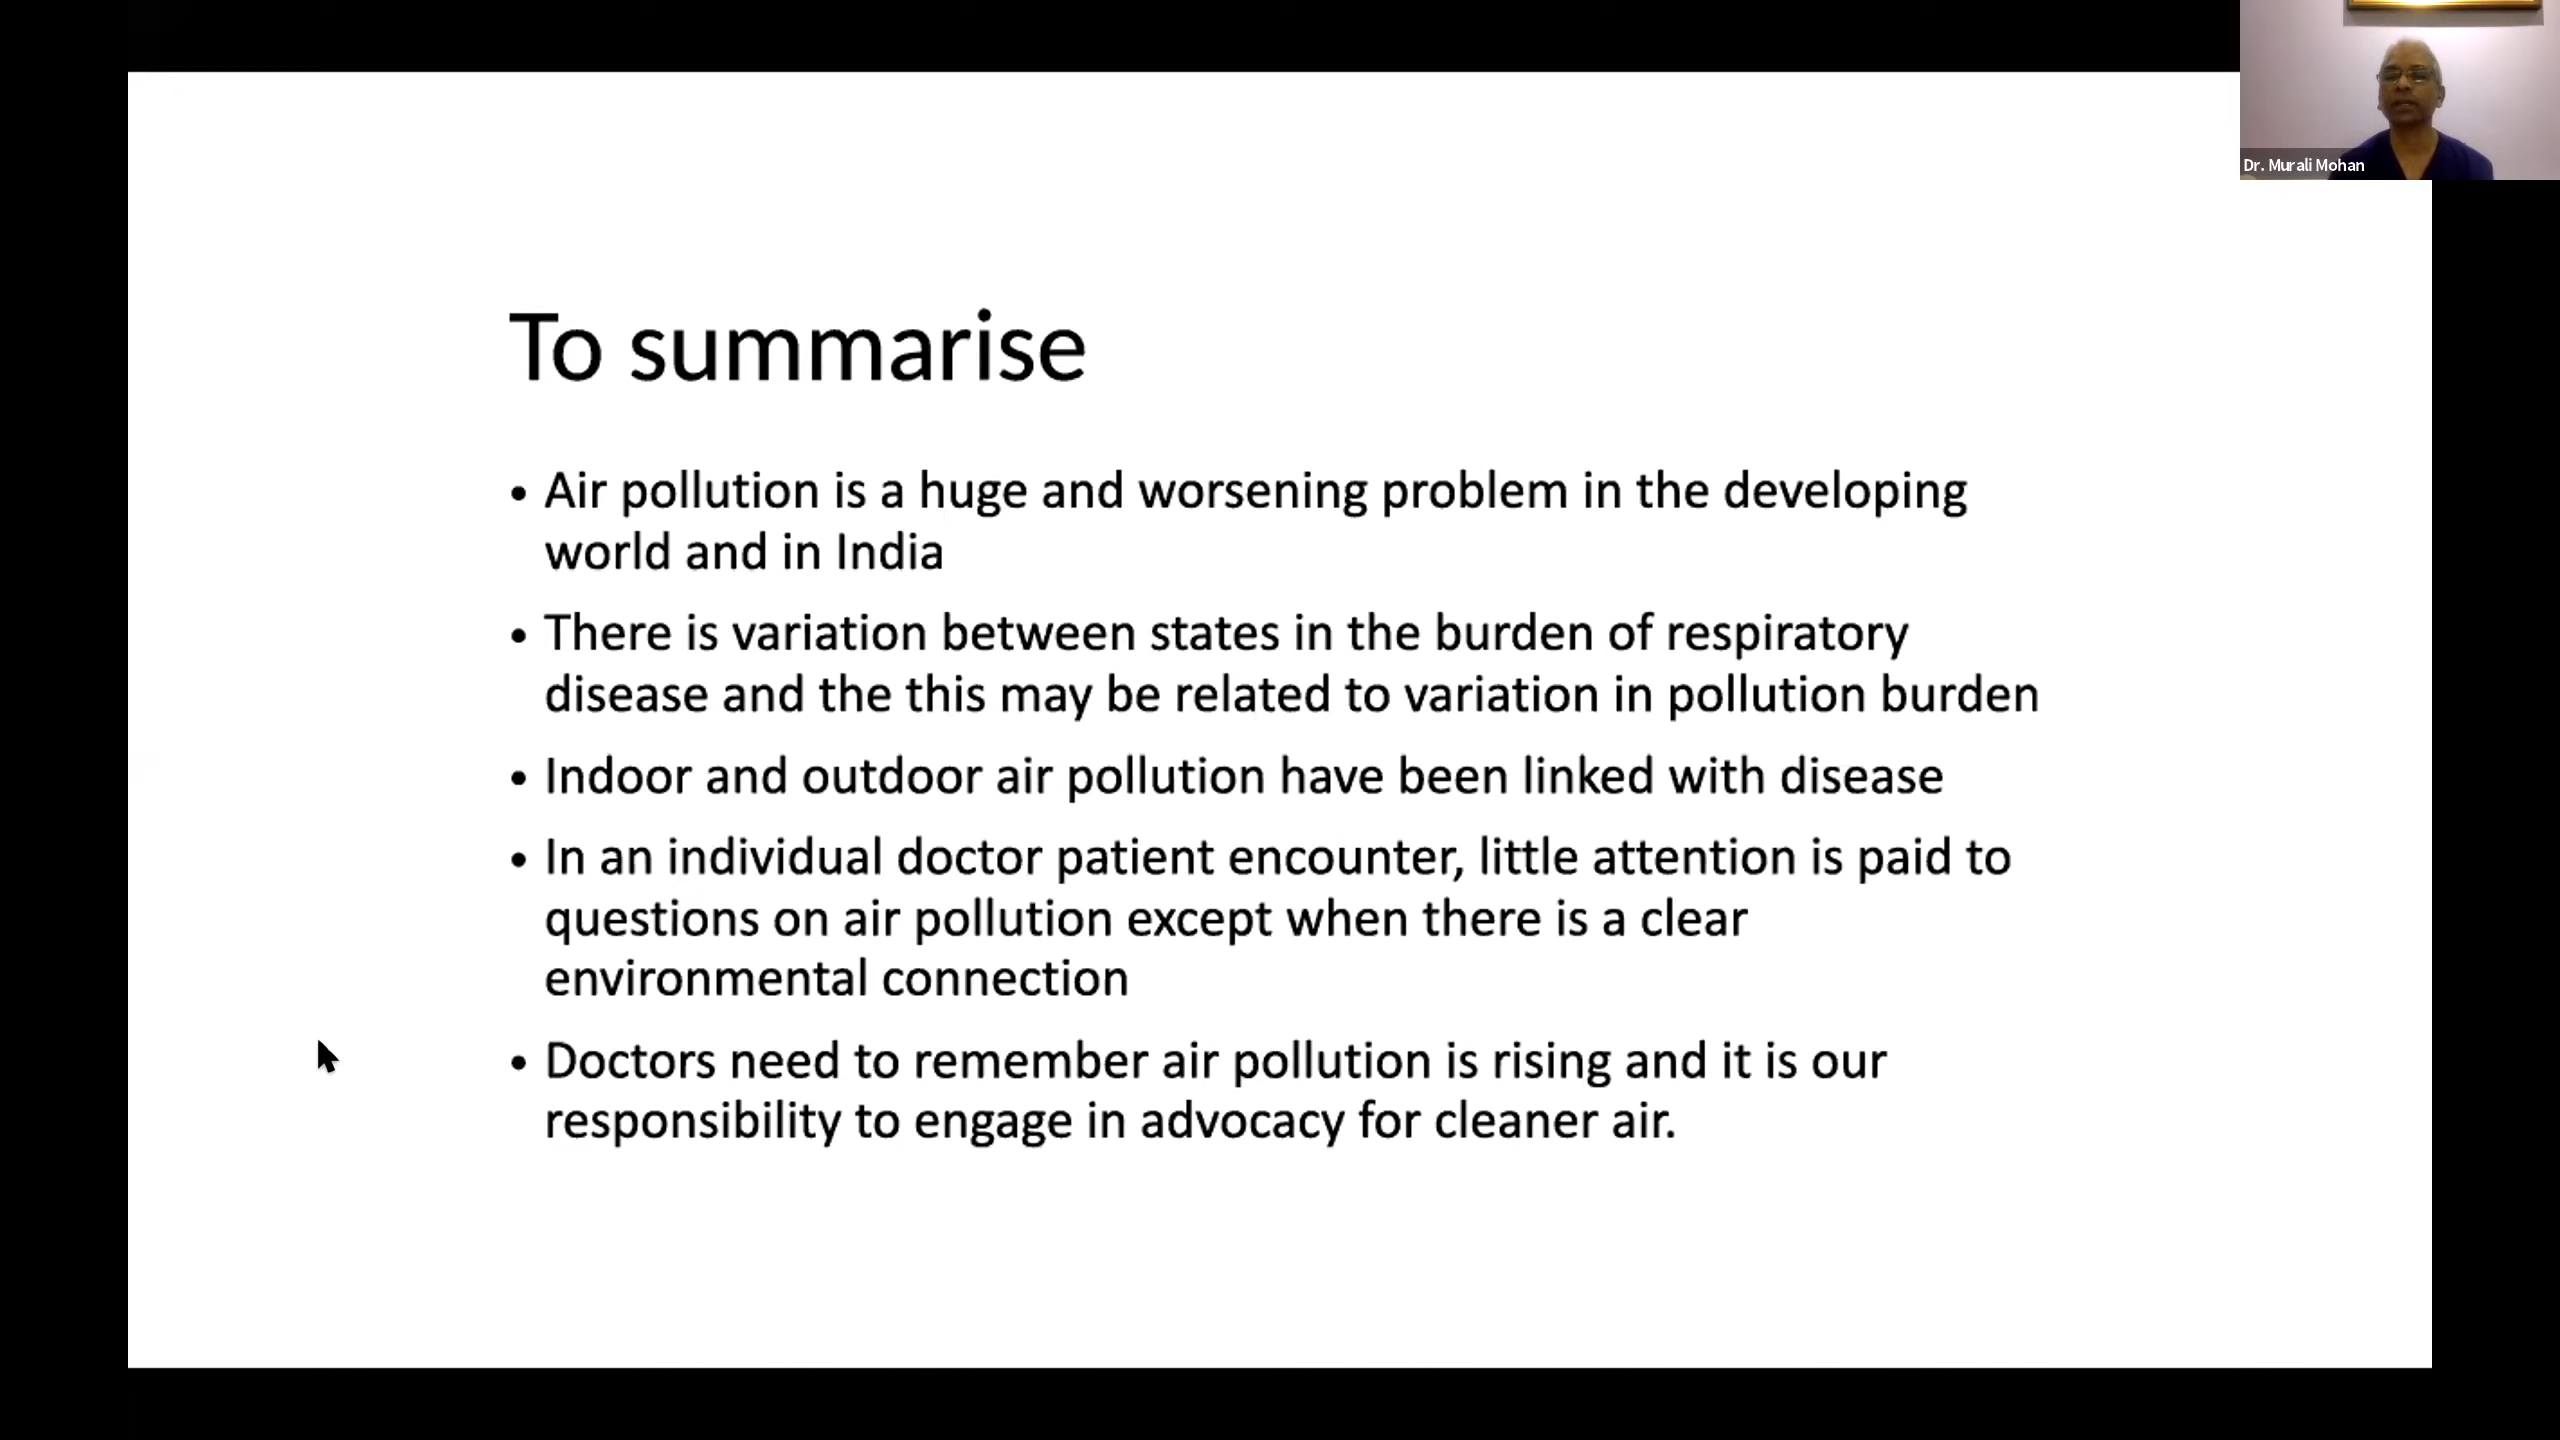 Dr. Murali Mohan
To summarise
• Air pollution is a huge and worsening problem in the developing
world and in India
• There is variation between states in the burden of respiratory
disease and the this may be related to variation in pollution burden
• Indoor and outdoor air pollution have been linked with disease
• In an individual doctor patient encounter, little attention is paid to
questions on air pollution except when there is a clear
environmental connection
• Doctors need to remember air pollution is rising and it is our
responsibility to engage in advocacy for cleaner air.